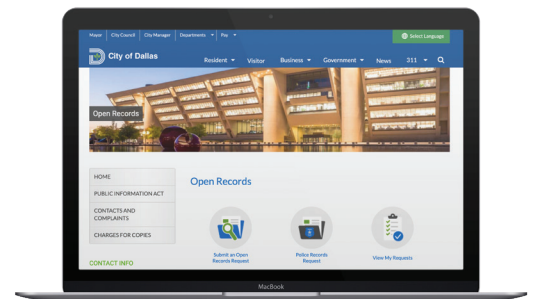 Mayor City Council City Manager Departments Pay
Select Language
City of Dallas
Resident Visitor Business Government News 311
Open Records
HOME
PUBLIC INFORMATION ACT
CONTACTS AND
COMPLAINTS
CHARGES FOR COPIES
CONTACT INFO
Open Records
Submit an Open
Records Request
Police Records
Request
View My Requests
MacBook